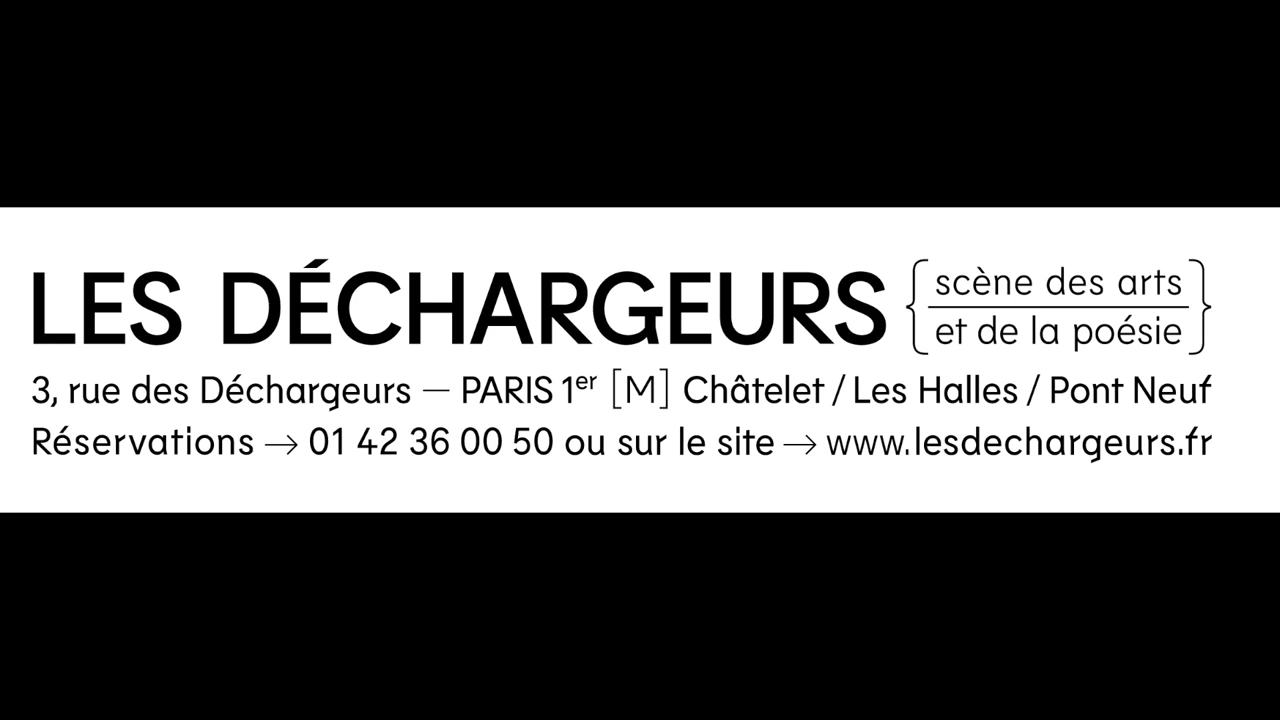 LES DÉCHARGEURS
scène des arts
et de la poésie
3, rue des Déchargeurs — PARIS 1er [M] Châtelet / Les Halles / Pont Neuf
Réservations → 01 42 36 00 50 ou sur le site → www.lesdechargeurs.fr